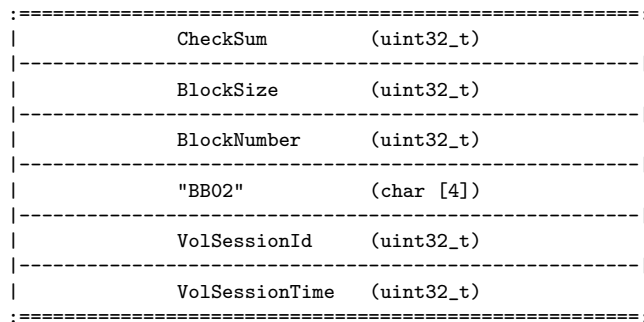 :=======================================================:
| CheckSum (uint32_t)
|-------------------------------------------------------|
| BlockSize (uint32_t)
|-------------------------------------------------------|
| BlockNumber (uint32_t)
|-------------------------------------------------------|
| "BB02" (char [4])
|-------------------------------------------------------|
| VolSessionId (uint32_t)
|-------------------------------------------------------|
| VolSessionTime (uint32_t)
:=======================================================: